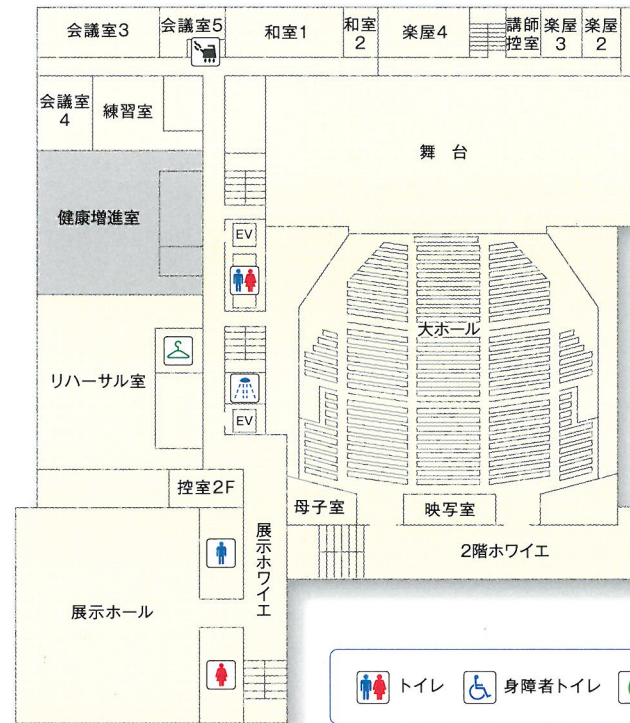 会議室3
会議室5
和室1
和室
2
楽屋4
講師
控室
楽屋
3
楽屋
2
会議室
4
練習室
舞 台
健康増進室
EV
大ホール
リハーサル室
EV
控室2F
母子室
映写室
展示ホワイエ
2階ホワイエ
展示ホール
トイレ
身障者トイレ